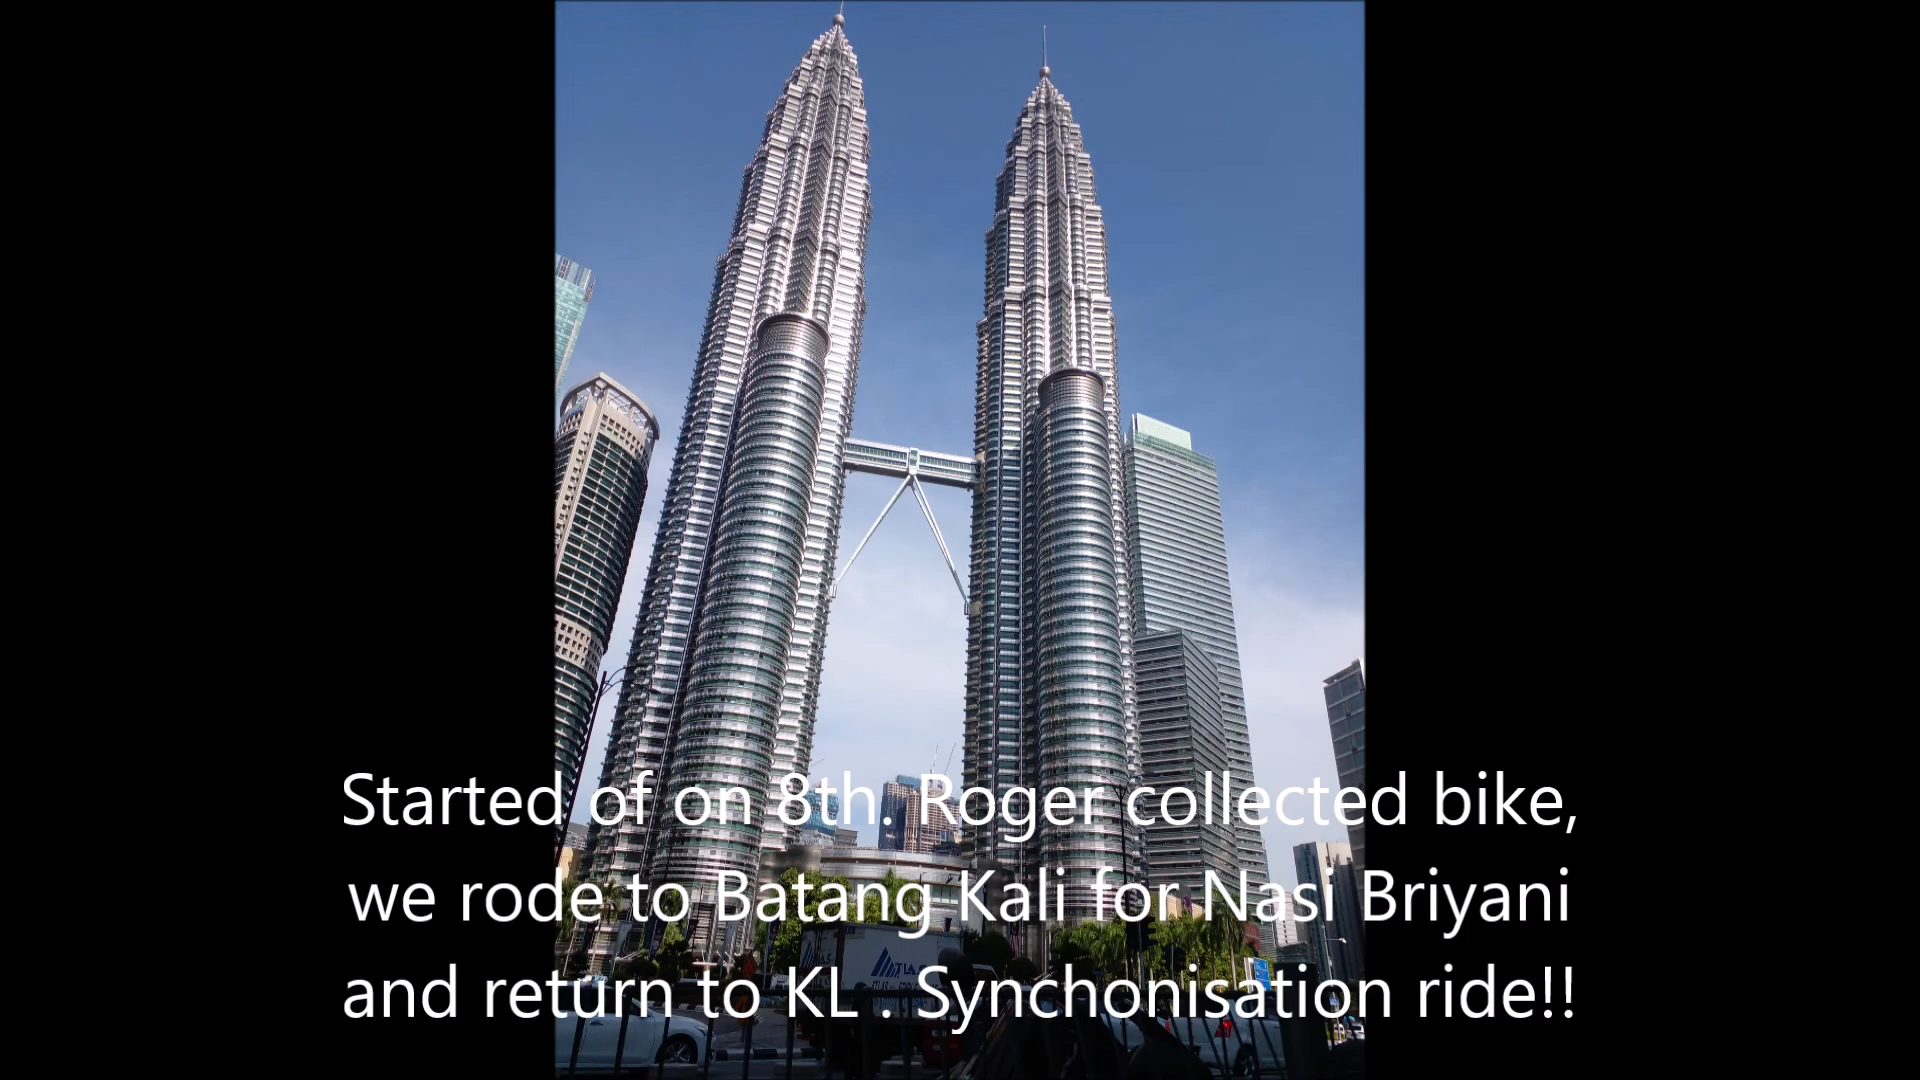 Started of on 8th. Roger collected bike,
we rode to Batang Kali for Nasi Briyani
and return to KL . Synchonisation ride!!